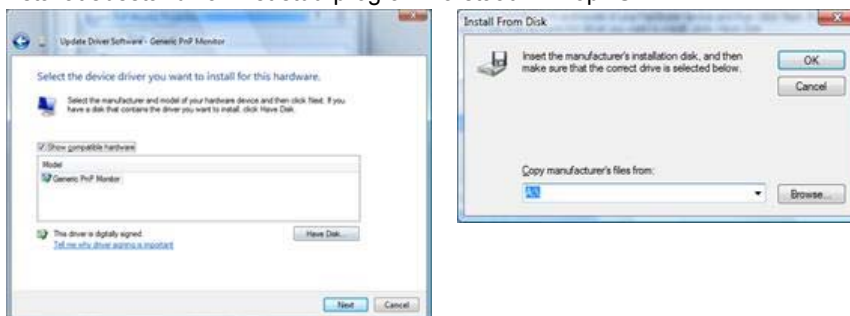 Update Driver Software - Generic PnP Monitor
Select the device driver you want to install for this hardware.
Select the manufacturer and model of your hardware device and then click Next. If you
have a disk that contains the driver you want to install, click Have Disk.
Show compatible hardware
Model
Generic PnP Monitor
This driver is digitally signed.
Tell me why driver signing is important
Have Disk...
Next
Cancel
Install From Disk
Insert the manufacturer's installation disk, and then
make sure that the correct drive is selected below.
OK
Cancel
Copy manufacturer's files from:
A:\
Browse...